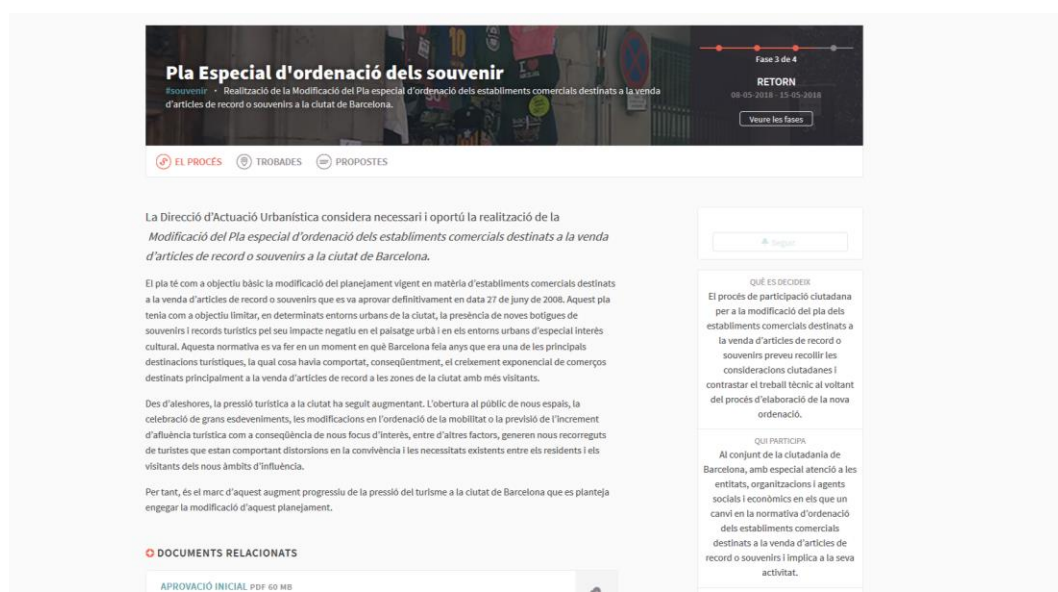 Pla Especial d'ordenació dels souvenir
#souvenir · Realització de la Modificació del Pla especial d'ordenació dels establiments comercials destinats a la venda
d'articles de record o souvenirs a la ciutat de Barcelona.
Fase 3 de 4
RETORN
08-05-2018 - 15-05-2018
Veure les fases
EL PROCÉS
TROBADES
PROPOSTES
La Direcció d'Actuació Urbanística considera necessari i oportú la realització de la
Modificació del Pla especial d'ordenació dels establiments comercials destinats a la venda
d'articles de record o souvenirs a la ciutat de Barcelona.
El pla té com a objectiu bàsic la modificació del planejament vigent en matèria d'establiments comercials destinats
a la venda d'articles de record o souvenirs que es va aprovar definitivament en data 27 de juny de 2008. Aquest pla
tenia com a objectiu limitar, en determinats entorns urbans de la ciutat, la presència de noves botigues de
souvenirs i records turístics pel seu impacte negatiu en el paisatge urbà i en els entorns urbans d'especial interès
cultural. Aquesta normativa es va fer en un moment en què Barcelona feia anys que era una de les principals
destinacions turístiques, la qual cosa havia comportat, conseqüentment, el creixement exponencial de comerços
destinats principalment a la venda d'articles de record a les zones de la ciutat amb més visitants.
Des d'aleshores, la pressió turística a la ciutat ha seguit augmentant. L'obertura al públic de nous espais, la
celebració de grans esdeveniments, les modificacions en l'ordenació de la mobilitat o la previsió de l'increment
d'afluència turística com a conseqüència de nous focus d'interès, entre d'altres factors, generen nous recorreguts
de turistes que estan comportant distorsions en la convivència i les necessitats existents entre els residents i els
visitants dels nous àmbits d'influència.
Per tant, és el marc d'aquest augment progressiu de la pressió del turisme a la ciutat de Barcelona que es planteja
engegar la modificació d'aquest planejament.
DOCUMENTS RELACIONATS
APROVACIÓ INICIAL PDF 60 MB
Seguir
QUÈ ES DECIDEIX
El procés de participació ciutadana
per a la modificació del pla dels
establiments comercials destinats a
la venda d'articles de record o
souvenirs preveu recollir les
consideracions ciutadanes i
contrastar el treball tècnic al voltant
del procés d'elaboració de la nova
ordenació.
QUI PARTICIPA
Al conjunt de la ciutadania de
Barcelona, amb especial atenció a les
entitats, organitzacions i agents
socials i econòmics en els que un
canvi en la normativa d'ordenació
dels establiments comercials
destinats a la venda d'articles de
record o souvenirs i implica a la seva
activitat.